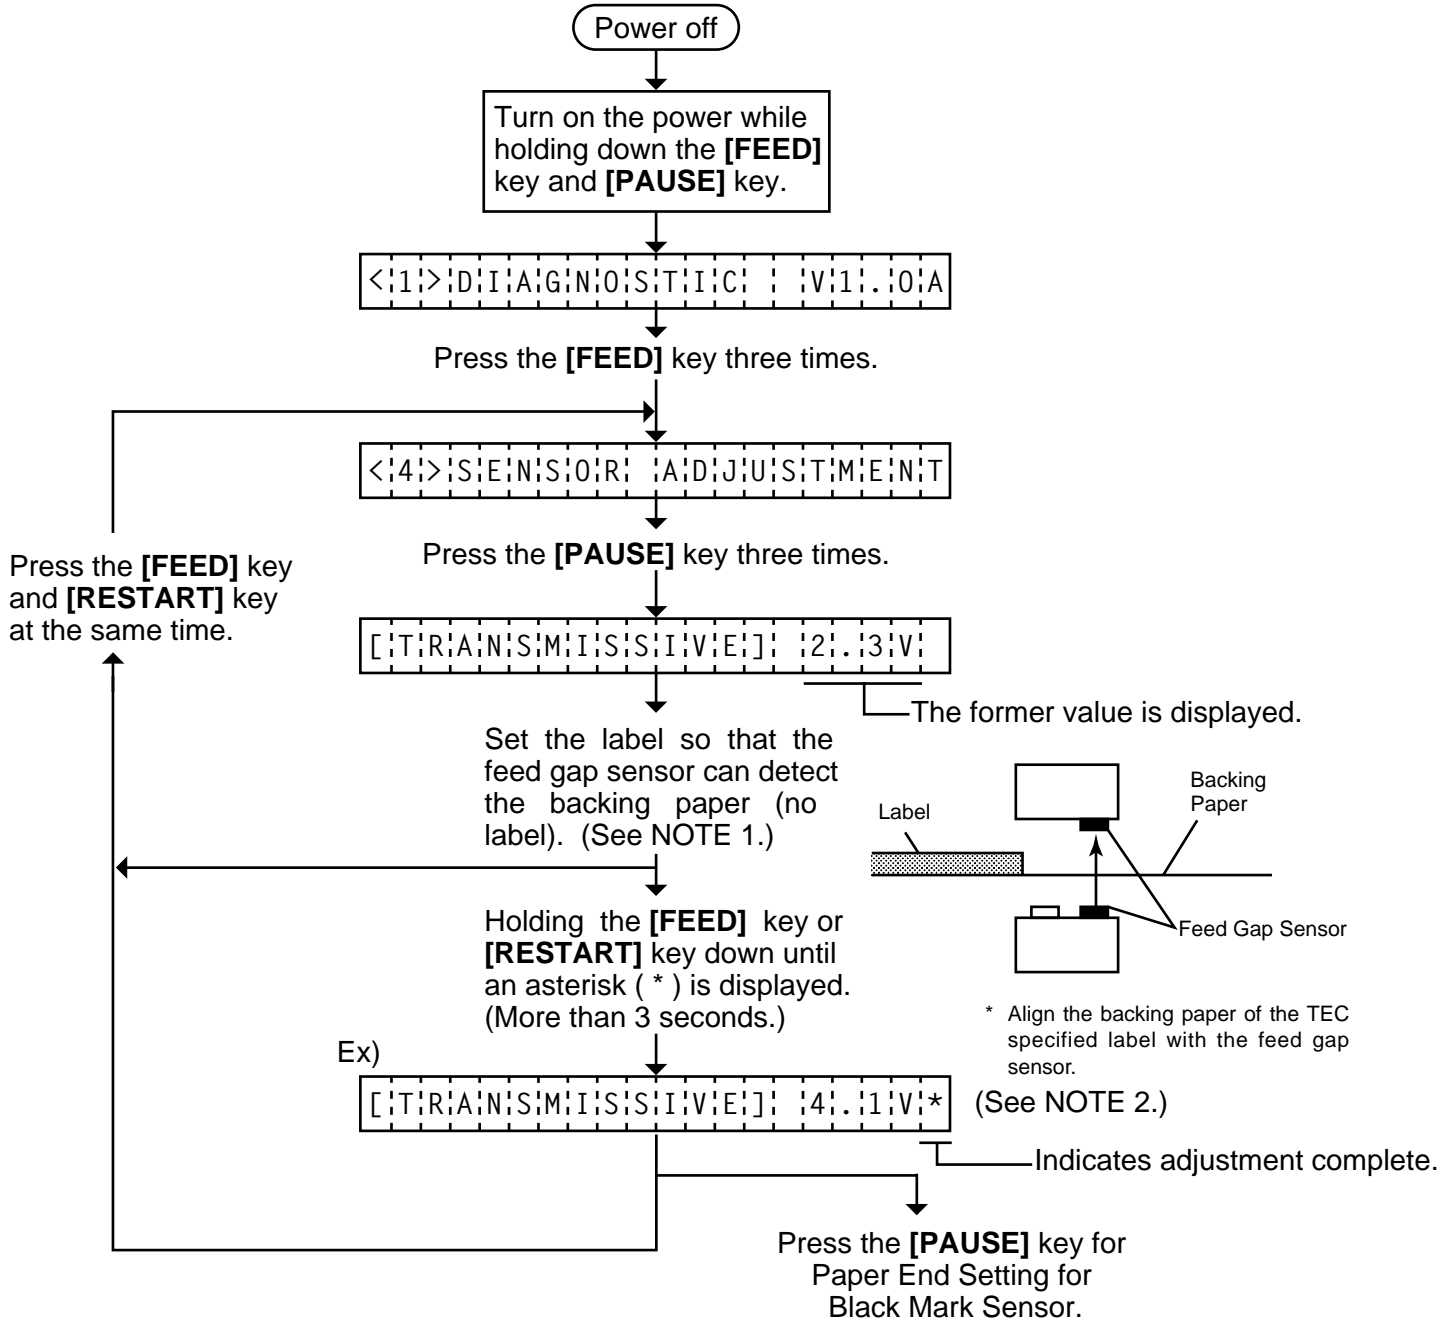 Power off
Turn on the power while
holding down the [FEED]
key and [PAUSE] key.
<1>DIAGNOSTIC  V1.0A
Press the [FEED] key three times.
<4>SENSOR ADJUSTMENT
Press the [PAUSE] key three times.
Press the [FEED] key
and [RESTART] key
at the same time.
[TRANSMISSIVE] 2.3V
The former value is displayed.
Set the label so that the
feed gap sensor can detect
the backing paper (no
label). (See NOTE 1.)
Label
Backing
Paper
Feed Gap Sensor
Holding the [FEED] key or
[RESTART] key down until
an asterisk ( * ) is displayed.
(More than 3 seconds.)
* Align the backing paper of the TEC
specified label with the feed gap
sensor.
Ex)
[TRANSMISSIVE] 4.1V*
(See NOTE 2.)
Indicates adjustment complete.
Press the [PAUSE] key for
Paper End Setting for
Black Mark Sensor.